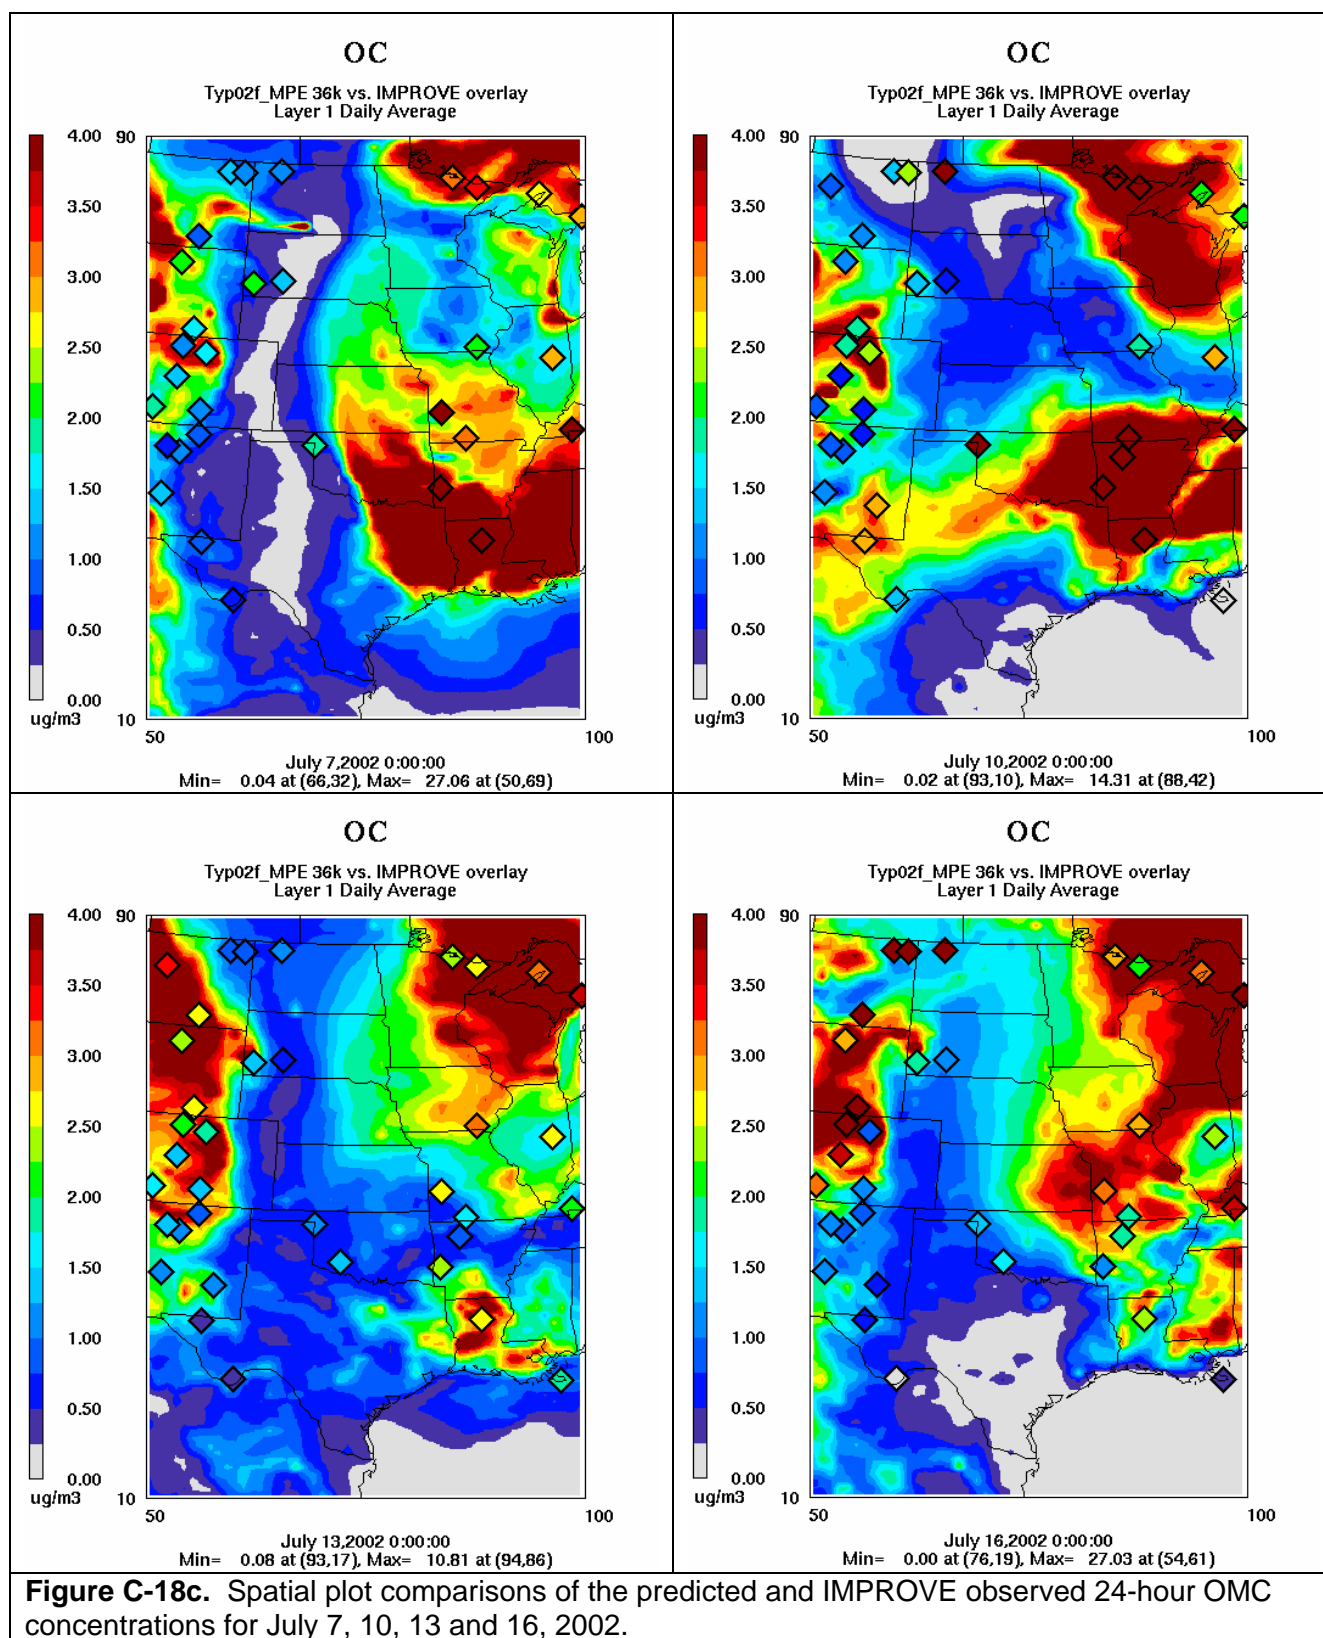 OC
Typ02f_MPE 36k vs. IMPROVE overlay
Layer 1 Daily Average
90
4.00
3.50
3.00
2.50
2.00
1.50
1.00
0.50
0.00
ug/m3
10
50
100
July 7,2002 0:00:00
Min= 0.04 at (66,32), Max= 27.06 at (50,69)
OC
Typ02f_MPE 36k vs. IMPROVE overlay
Layer 1 Daily Average
90
4.00
3.50
3.00
2.50
2.00
1.50
1.00
0.50
0.00
ug/m3
10
50
100
July 10,2002 0:00:00
Min= 0.02 at (93,10), Max= 14.31 at (88,42)
OC
Typ02f_MPE 36k vs. IMPROVE overlay
Layer 1 Daily Average
90
4.00
3.50
3.00
2.50
2.00
1.50
1.00
0.50
0.00
ug/m3
10
50
100
July 13,2002 0:00:00
Min= 0.08 at (93,17), Max= 10.81 at (94,86)
OC
Typ02f_MPE 36k vs. IMPROVE overlay
Layer 1 Daily Average
90
4.00
3.50
3.00
2.50
2.00
1.50
1.00
0.50
0.00
ug/m3
10
50
100
July 16,2002 0:00:00
Min= 0.00 at (76,19), Max= 27.03 at (54,61)
Figure C-18c. Spatial plot comparisons of the predicted and IMPROVE observed 24-hour OMC
concentrations for July 7, 10, 13 and 16, 2002.